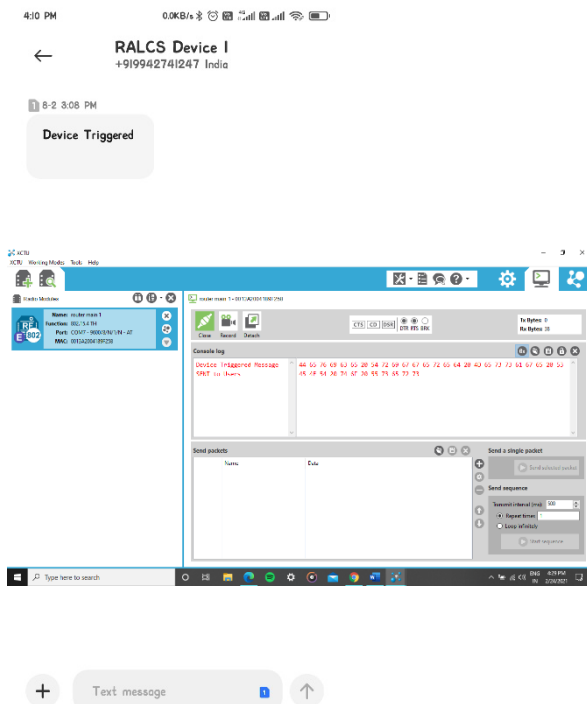 4:10 PM
0.0KB/s
RALCS Device 1
+919942741247 India
1 8-2 3:08 PM
Device Triggered
XCTU
XCTU Working Modes Tools Help
Radio Modules
Name: router main 1
Function: 802.15.4 TH
Port: COM7 - 9600/8/N/1/N - AT
MAC: 0013A20041B9F250
router main 1 - 0013A20041B9F250
Close Record Detach
CTS CD DSR DTR RTS BRK
Tx Bytes: 0
Rx Bytes: 38
Console log
Device Triggered Message
SENT to Users
44 65 76 69 63 65 20 54 72 69 67 67 65 72 65 64 20 4D 65 73 73 61 67 65 20 53
45 4E 54 20 74 6F 20 55 73 65 72 73
Send packets
Name Data
Send a single packet
Send selected packet
Send sequence
Transmit interval (ms): 500
Repeat times
Loop infinitely
Start sequence
Type here to search
ENG
IN
4:29 PM
2/24/2021
Text message
1